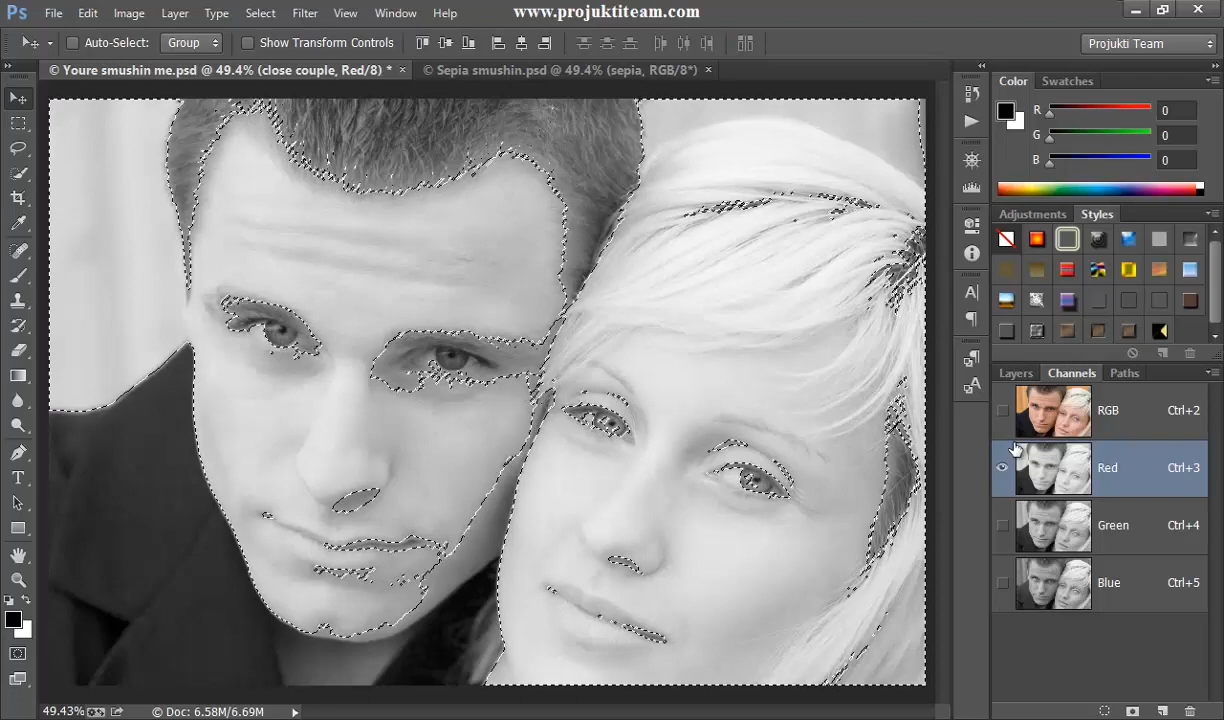 www.projuktiteam.com
Ps File Edit Image Layer Type Select Filter View Window Help
Auto-Select: Group Show Transform Controls Projekti Team
© Youre smushin me.psd @ 49.4% (close couple, Red/8) * × © Sepia smushin.psd @ 49.4% (sepia, RGB/8*) ×
Color Swatches
R 0
G 0
B 0
Adjustments Styles
Layers Channels Paths
RGB Ctrl+2
Red Ctrl+3
Green Ctrl+4
Blue Ctrl+5
49.43% © Doc: 6.58M/6.69M